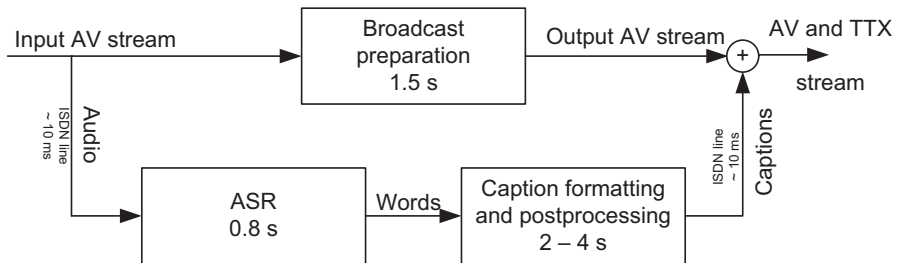 Input AV stream
Broadcast
preparation
1.5 s
Output AV stream
+
AV and TTX
stream
Audio
ISDN line
~ 10 ms
ASR
0.8 s
Words
Caption formatting
and postprocessing
2 – 4 s
ISDN line
~ 10 ms
Captions